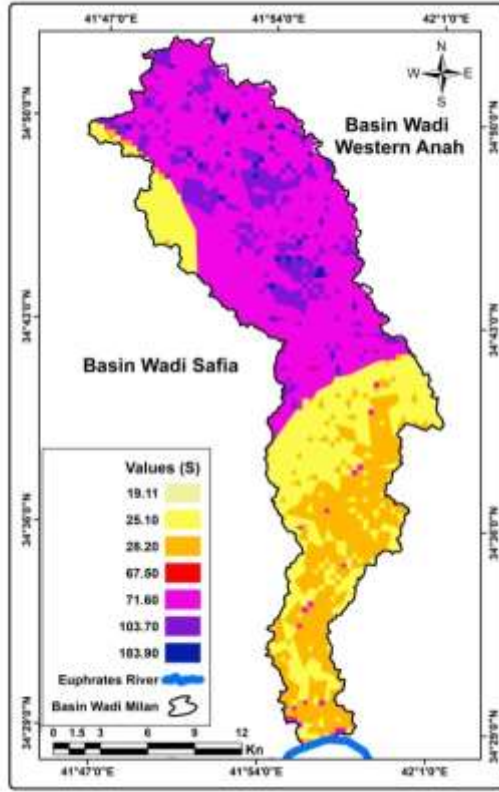 41°47'0"E 41°54'0"E 42°1'0"E
N
W E
S
34°50'0"N 34°50'0"N
Basin Wadi
Western Anah
34°43'0"N 34°43'0"N
Basin Wadi Safia
Values (S)
19.11
25.10
28.20
67.50
71.60
103.70
183.90
Euphrates River
Basin Wadi Milan
34°36'0"N 34°36'0"N
34°29'0"N 34°29'0"N
0 1.5 3 6 9 12
Kn
41°47'0"E 41°54'0"E 42°1'0"E